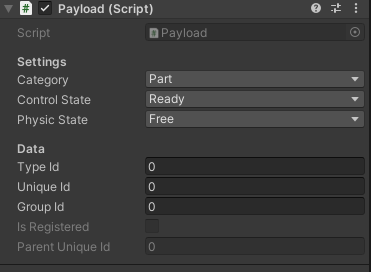 Payload (Script)
Script Payload
Settings
Category Part
Control State Ready
Physic State Free
Data
Type Id 0
Unique Id 0
Group Id 0
Is Registered
Parent Unique Id 0